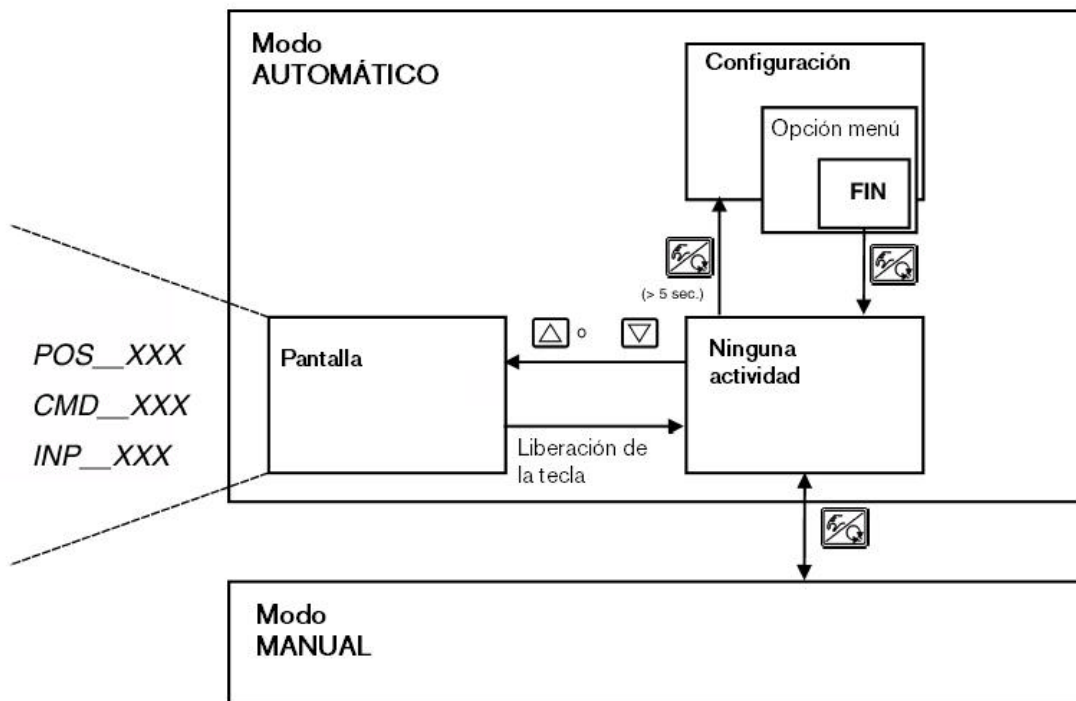 Modo
AUTOMÁTICO
Configuración
Opción menú
FIN
(> 5 sec.)
o
POS__XXX
CMD__XXX
INP__XXX
Pantalla
Ninguna
actividad
Liberación de
la tecla
Modo
MANUAL